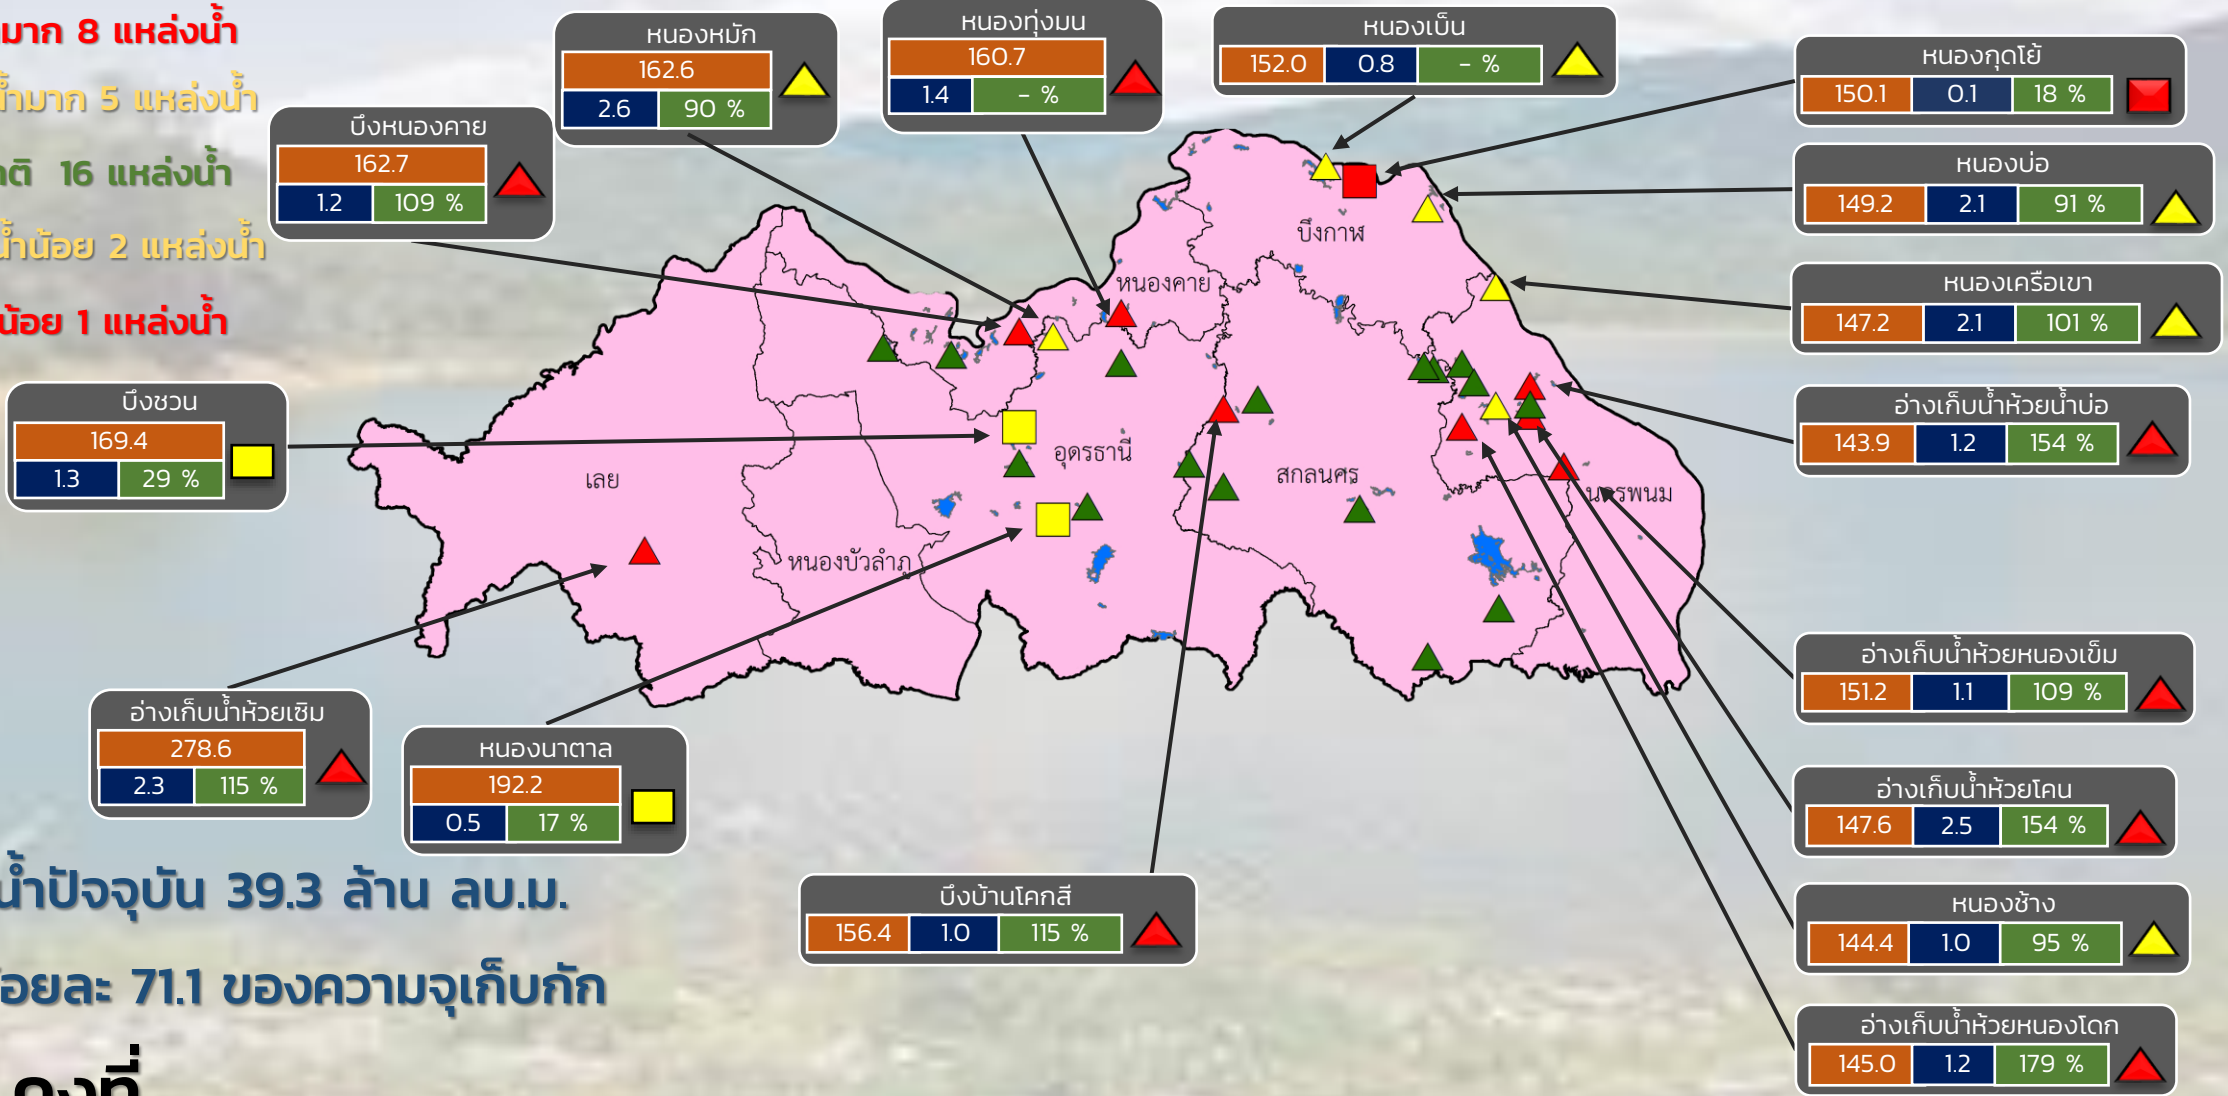 มาก 8 แหล่งน้ำ
น้ำมาก 5 แหล่งน้ำ
16 แหล่งน้ำ
น้ำน้อย 2 แหล่งน้ำ
น้อย 1 แหล่งน้ำ
บึงหนองคาย
162.7
1.2 109 %
หนองหมัก
162.6
2.6 90 %
หนองทุ่งมน
160.7
1.4 - %
หนองเบ็น
152.0 0.8 - %
หนองกุดโย้
150.1 0.1 18 %
หนองบ่อ
149.2 2.1 91 %
หนองเครือเขา
147.2 2.1 101 %
อ่างเก็บน้ำห้วยน้ำบ่อ
143.9 1.2 154 %
บึงชวน
169.4
1.3 29 %
บึงกาฬ
หนองคาย
อุดรธานี
เลย
สกลนคร
นครพนม
หนองบัวลำภู
อ่างเก็บน้ำห้วยเซิม
278.6
2.3 115 %
หนองนาตาล
192.2
0.5 17 %
บึงบ้านโคกสี
156.4 1.0 115 %
อ่างเก็บน้ำห้วยหนองเข็ม
151.2 1.1 109 %
อ่างเก็บน้ำห้วยโคน
147.6 2.5 154 %
หนองช้าง
144.4 1.0 95 %
อ่างเก็บน้ำห้วยหนองโดก
145.0 1.2 179 %
น้ำปัจจุบัน 39.3 ล้าน ลบ.ม.
ร้อยละ 71.1 ของความจุเก็บกัก
คงที่